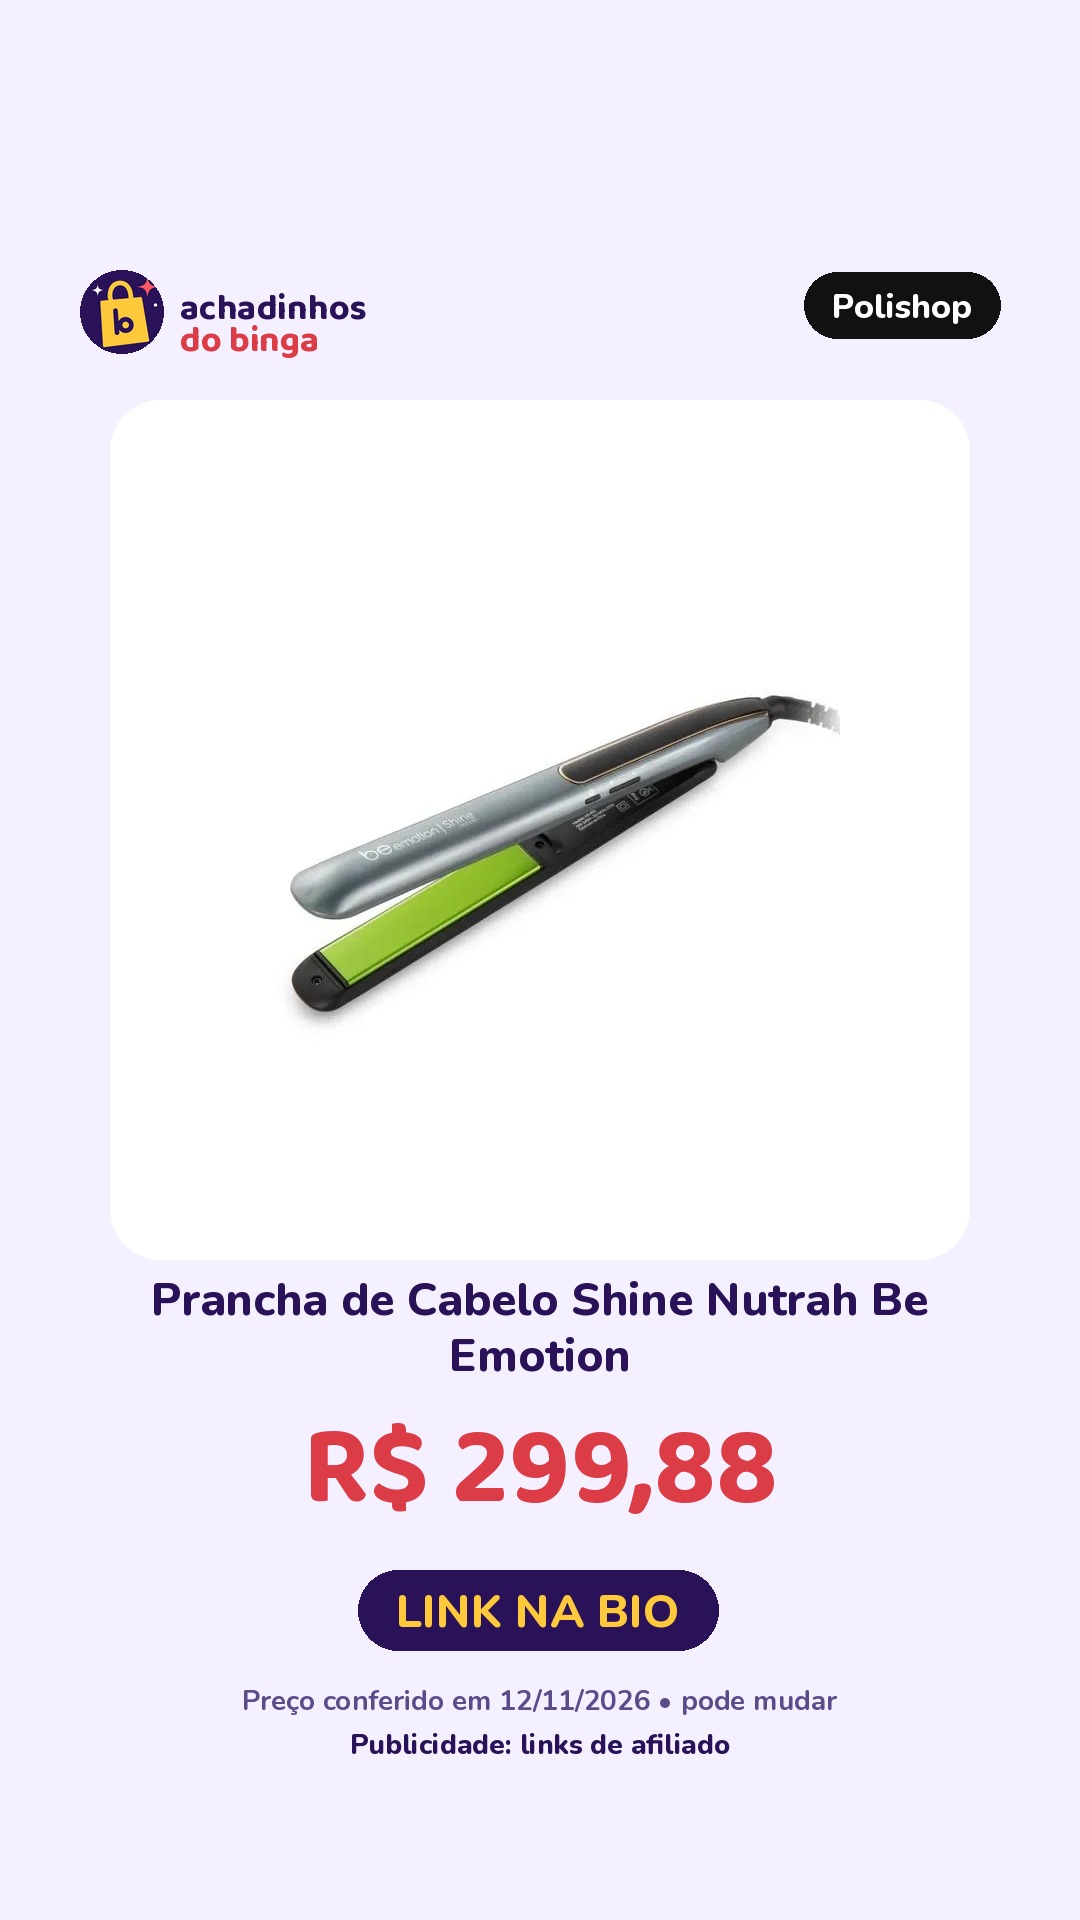 achadinhos
do binga
Polishop
be emotion | Shine
Prancha de Cabelo Shine Nutrah Be
Emotion
R$ 299,88
LINK NA BIO
Preço conferido em 12/11/2026 • pode mudar
Publicidade: links de afiliado